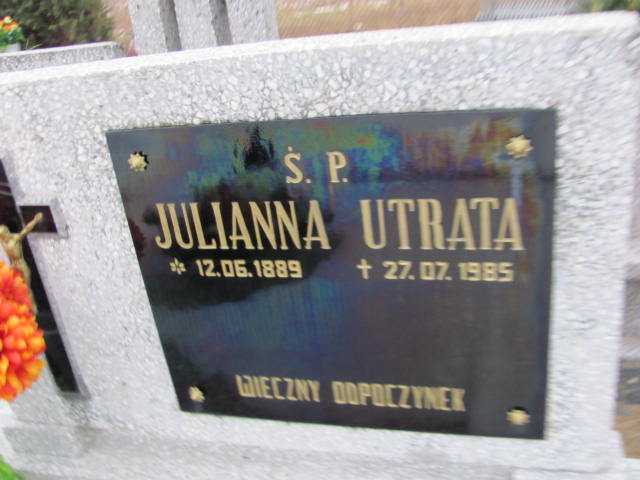 Ś. P.
JULIANNA UTRATA
* 12.06.1889 † 27.07.1985
WIECZNY ODPOCZYNEK